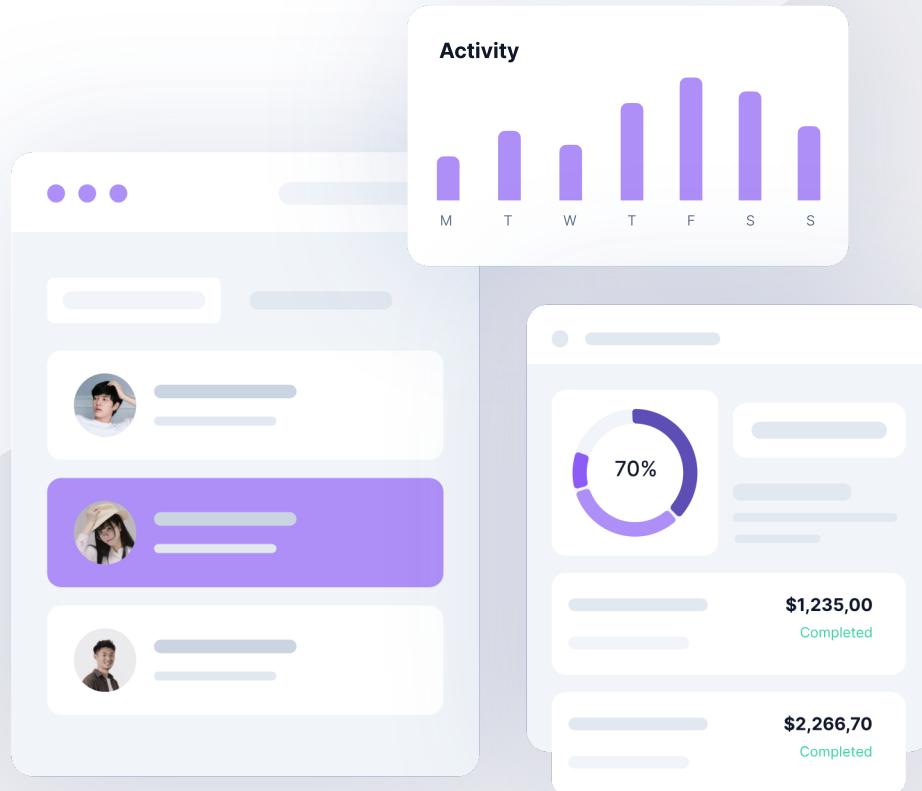 Activity
M T W T F S S
70%
$1,235,00
Completed
$2,266,70
Completed